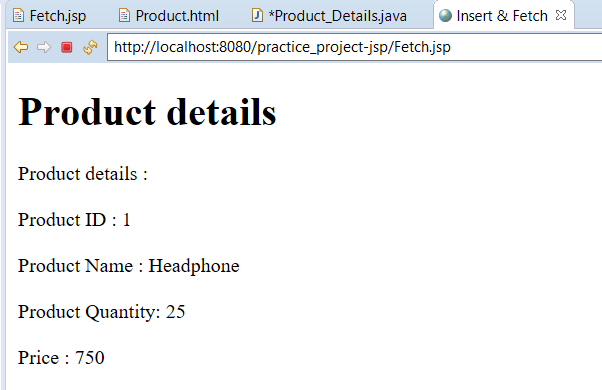 Fetch.jsp Product.html *Product_Details.java Insert & Fetch
http://localhost:8080/practice_project-jsp/Fetch.jsp
Product details
Product details :
Product ID : 1
Product Name : Headphone
Product Quantity: 25
Price : 750